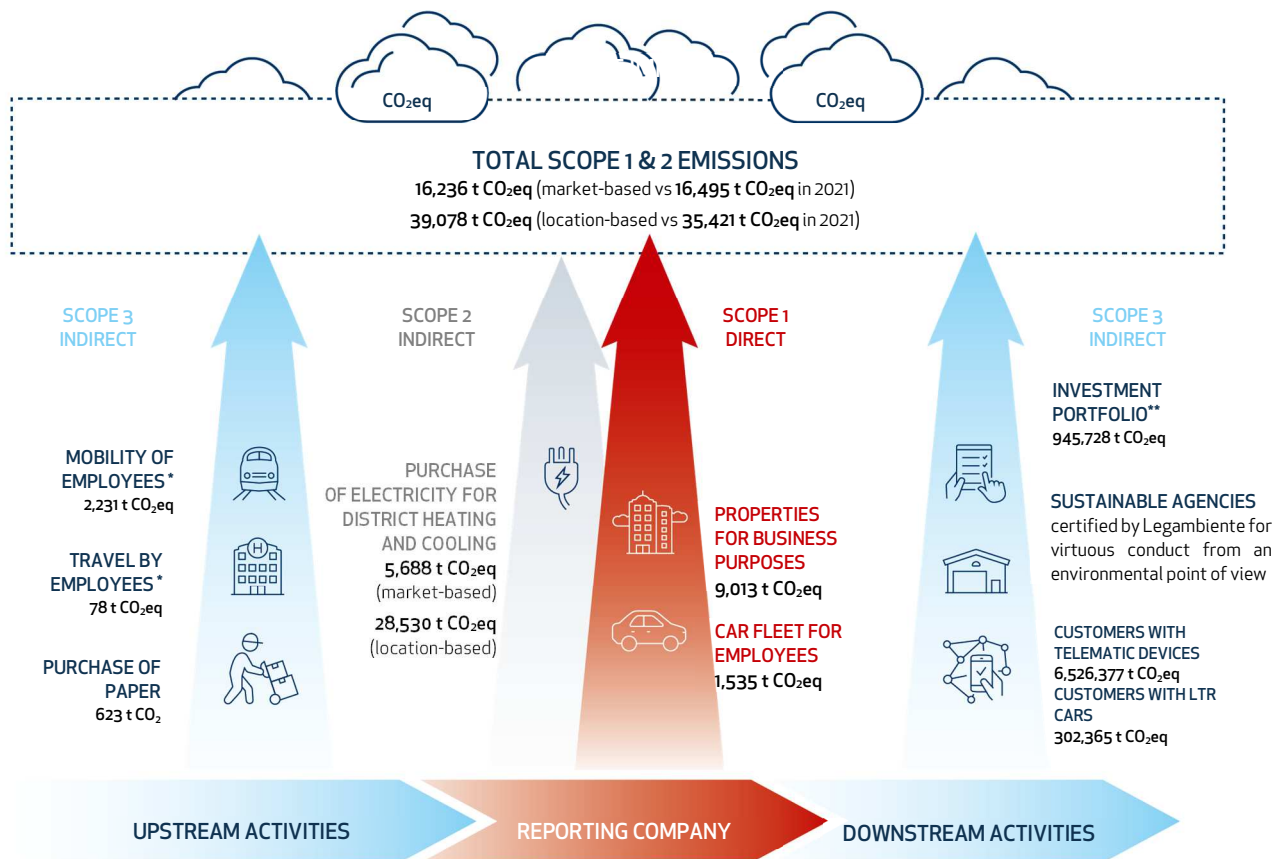 CO₂eq
CO₂eq
TOTAL SCOPE 1 & 2 EMISSIONS
16,236 t CO₂eq (market-based vs 16,495 t CO₂eq in 2021)
39,078 t CO₂eq (location-based vs 35,421 t CO₂eq in 2021)
SCOPE 3
INDIRECT
MOBILITY OF
EMPLOYEES *
2,231 t CO₂eq
TRAVEL BY
EMPLOYEES *
78 t CO₂eq
PURCHASE OF
PAPER
623 t CO₂
H
SCOPE 2
INDIRECT
PURCHASE
OF ELECTRICITY FOR
DISTRICT HEATING
AND COOLING
5,688 t CO₂eq
(market-based)
28,530 t CO₂eq
(location-based)
SCOPE 1
DIRECT
PROPERTIES
FOR BUSINESS
PURPOSES
9,013 t CO₂eq
CAR FLEET FOR
EMPLOYEES
1,535 t CO₂eq
SCOPE 3
INDIRECT
INVESTMENT
PORTFOLIO**
945,728 t CO₂eq
SUSTAINABLE AGENCIES
certified by Legambiente for
virtuous conduct from an
environmental point of view
CUSTOMERS WITH
TELEMATIC DEVICES
6,526,377 t CO₂eq
CUSTOMERS WITH LTR
CARS
302,365 t CO₂eq
UPSTREAM ACTIVITIES
REPORTING COMPANY
DOWNSTREAM ACTIVITIES